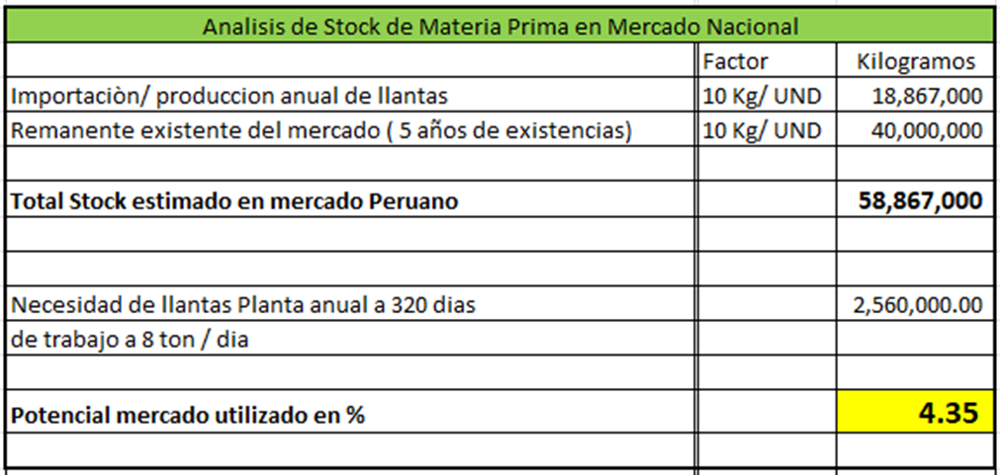 Analisis de Stock de Materia Prima en Mercado Nacional
Factor Kilogramos
Importaciòn/ produccion anual de llantas 10 Kg/ UND 18,867,000
Remanente existente del mercado ( 5 años de existencias) 10 Kg/ UND 40,000,000
Total Stock estimado en mercado Peruano 58,867,000
Necesidad de llantas Planta anual a 320 dias 2,560,000.00
de trabajo a 8 ton / dia
Potencial mercado utilizado en % 4.35